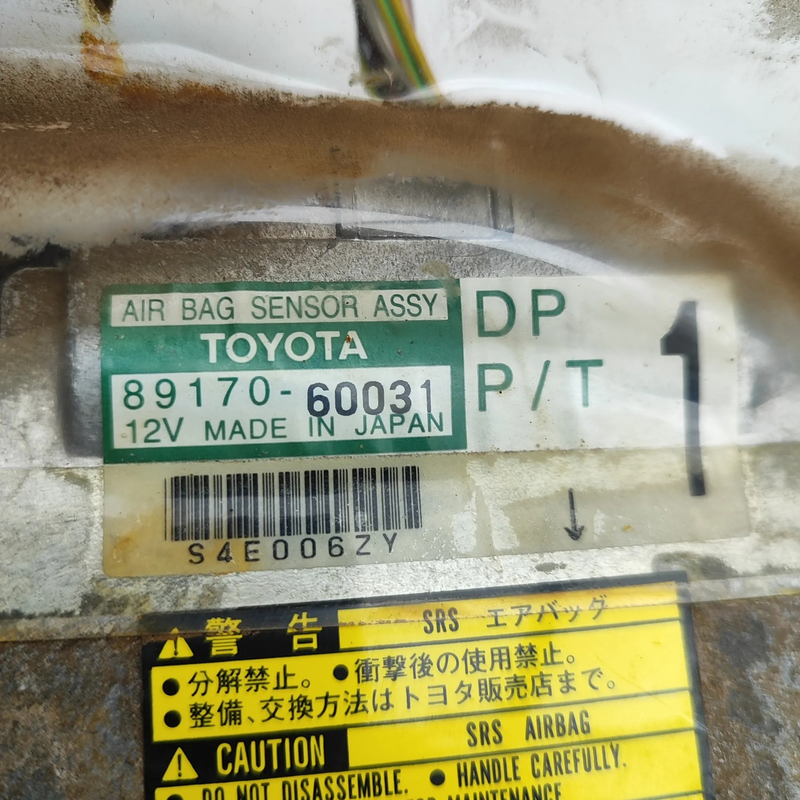 AIR BAG SENSOR ASSY
TOYOTA
89170-60031
12V MADE IN JAPAN
DP
P/T
1
S4E006ZY
警告
SRS エアバッグ
●分解禁止。 ●衝撃後の使用禁止。
●整備、交換方法はトヨタ販売店まで。
CAUTION
SRS AIRBAG
● DO NOT DISASSEMBLE. ● HANDLE CAREFULLY.
MAINTENANCE